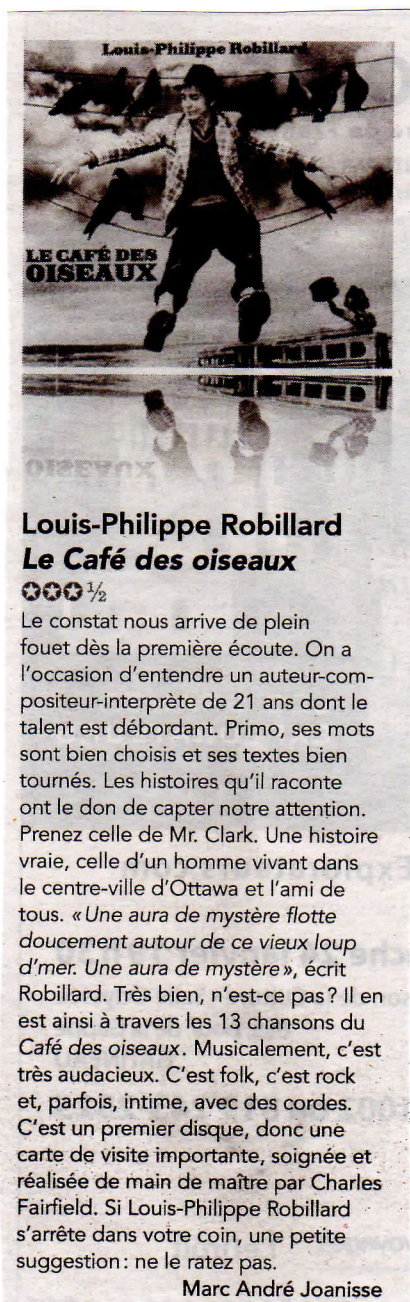 Louis-Philippe Robillard
LE CAFÉ DES
OISEAUX
Louis-Philippe Robillard
Le Café des oiseaux
✪✪✪ ½
Le constat nous arrive de plein
fouet dès la première écoute. On a
l'occasion d'entendre un auteur-com-
positeur-interprète de 21 ans dont le
talent est débordant. Primo, ses mots
sont bien choisis et ses textes bien
tournés. Les histoires qu'il raconte
ont le don de capter notre attention.
Prenez celle de Mr. Clark. Une histoire
vraie, celle d'un homme vivant dans
le centre-ville d'Ottawa et l'ami de
tous. «Une aura de mystère flotte
doucement autour de ce vieux loup
d'mer. Une aura de mystère», écrit
Robillard. Très bien, n'est-ce pas? Il en
est ainsi à travers les 13 chansons du
Café des oiseaux. Musicalement, c'est
très audacieux. C'est folk, c'est rock
et, parfois, intime, avec des cordes.
C'est un premier disque, donc une
carte de visite importante, soignée et
réalisée de main de maître par Charles
Fairfield. Si Louis-Philippe Robillard
s'arrête dans votre coin, une petite
suggestion: ne le ratez pas.
Marc André Joanisse